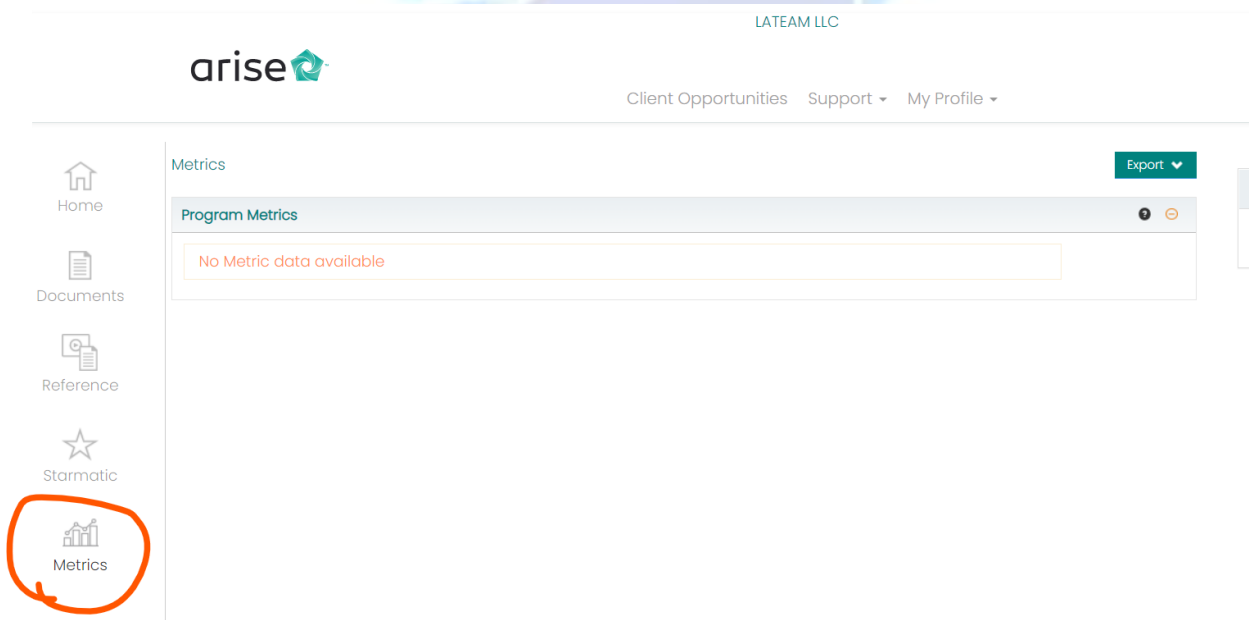 LATEAM LLC
arise
Client Opportunities Support My Profile
Home
Documents
Reference
Starmatic
Metrics
Metrics
Export
Program Metrics
No Metric data available